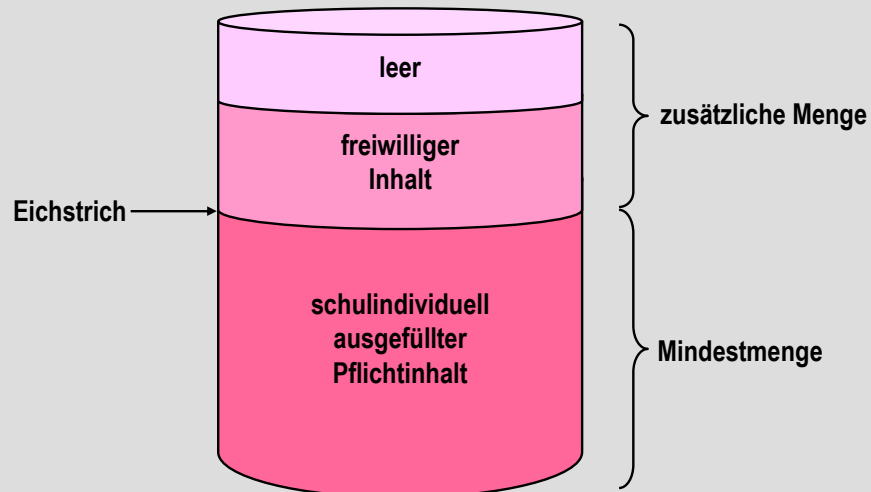 leer
zusätzliche Menge
freiwilliger
Inhalt
Eichstrich
schulindividuell
ausgefüllter
Pflichtinhalt
Mindestmenge